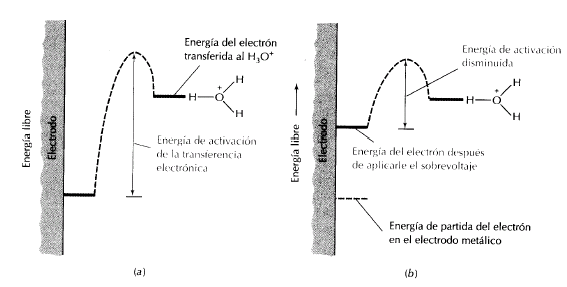 Energía libre
Electrodo
Energía del electrón
transferida al H₃O⁺
H
H—O⁺
H
Energía de activación
de la transferencia
electrónica
(a)
Energía libre
Electrodo
Energía de activación
disminuida
H
H—O⁺
H
Energía del electrón después
de aplicarle el sobrevoltaje
Energía de partida del electrón
en el electrodo metálico
(b)